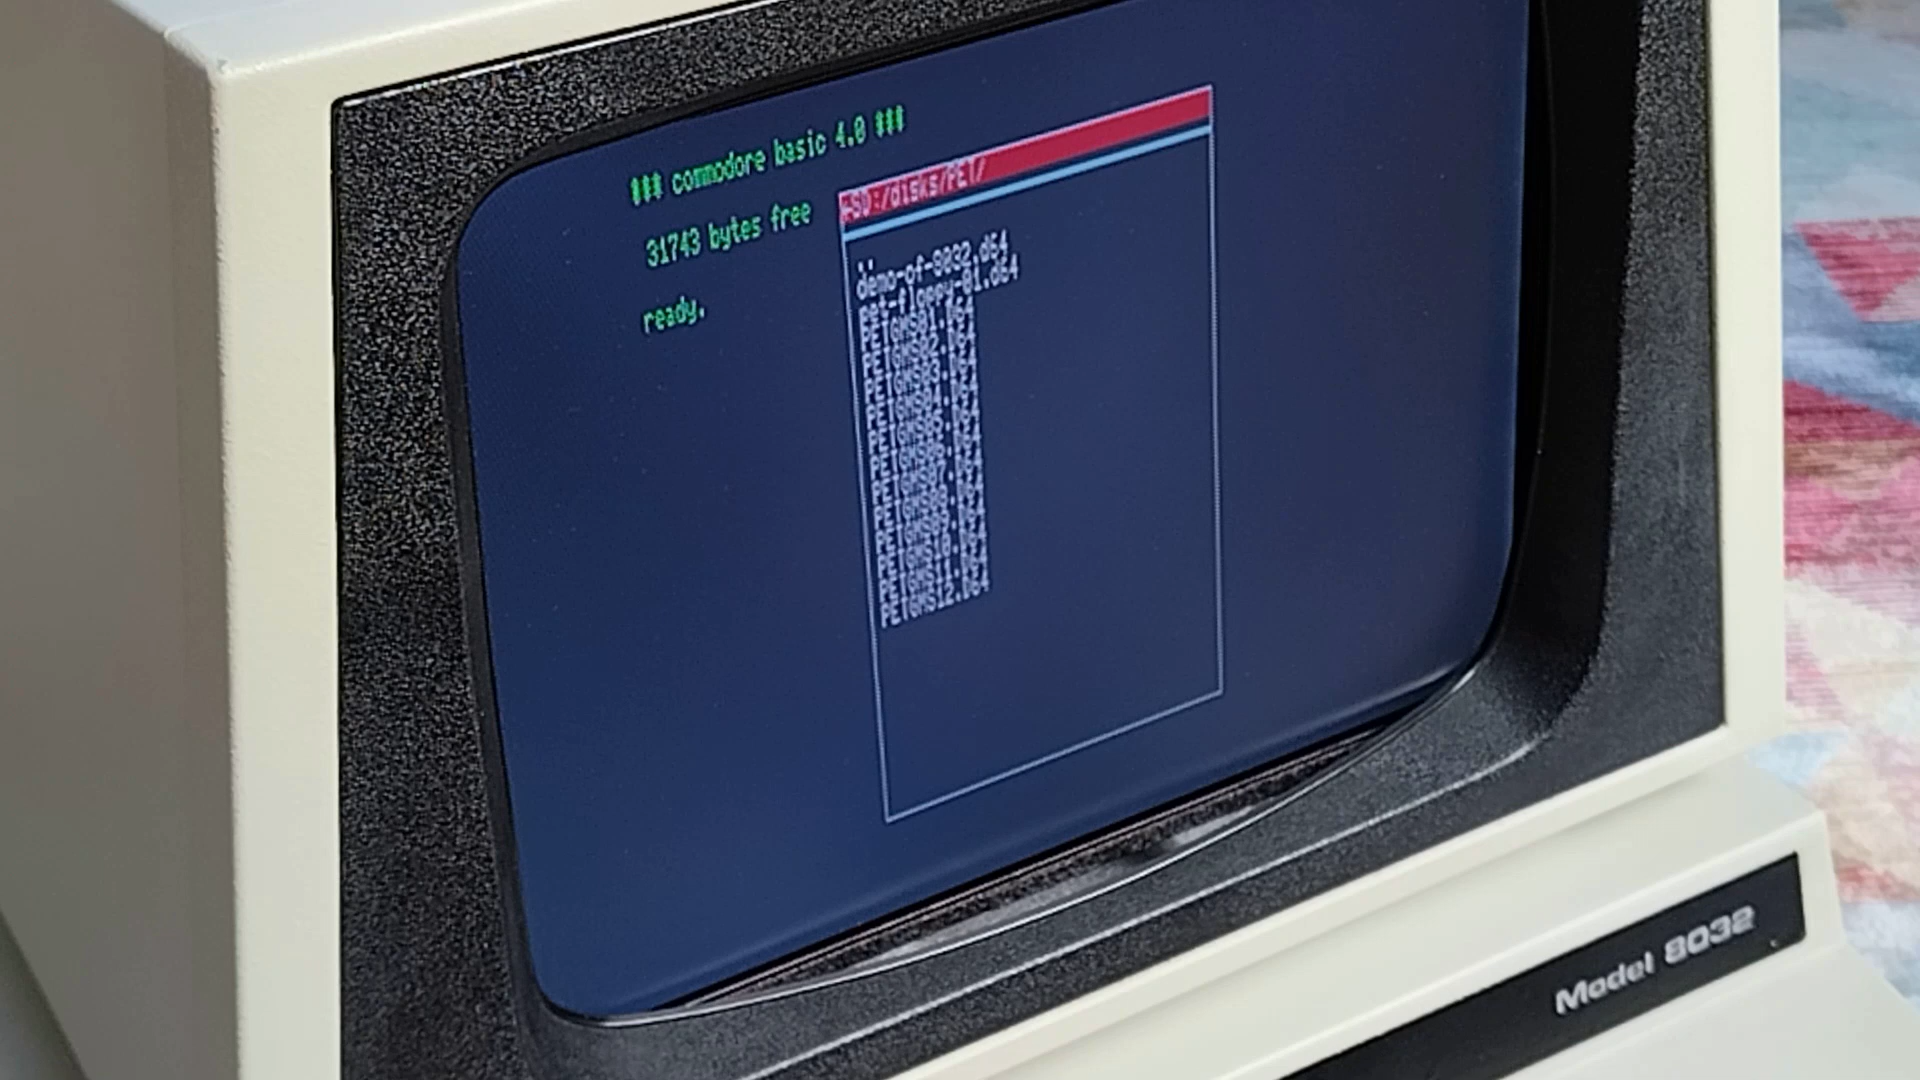 ### commodore basic 4.0 ###
31743 bytes free
ready.
←SD:/disks/PET/
..
demo-of-8032.d64
pet-floppy-01.d64
PETGMS01.D64
PETGMS02.D64
PETGMS03.D64
PETGMS04.D64
PETGMS05.D64
PETGMS06.D64
PETGMS07.D64
PETGMS08.D64
PETGMS09.D64
PETGMS10.D64
PETGMS11.D64
PETGMS12.D64
Model 8032